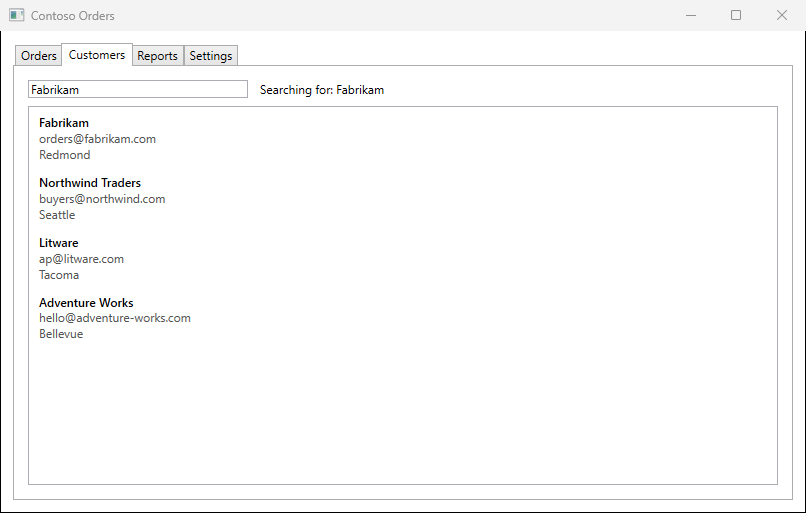 Contoso Orders
Orders Customers Reports Settings
Fabrikam Searching for: Fabrikam
Fabrikam
orders@fabrikam.com
Redmond
Northwind Traders
buyers@northwind.com
Seattle
Litware
ap@litware.com
Tacoma
Adventure Works
hello@adventure-works.com
Bellevue